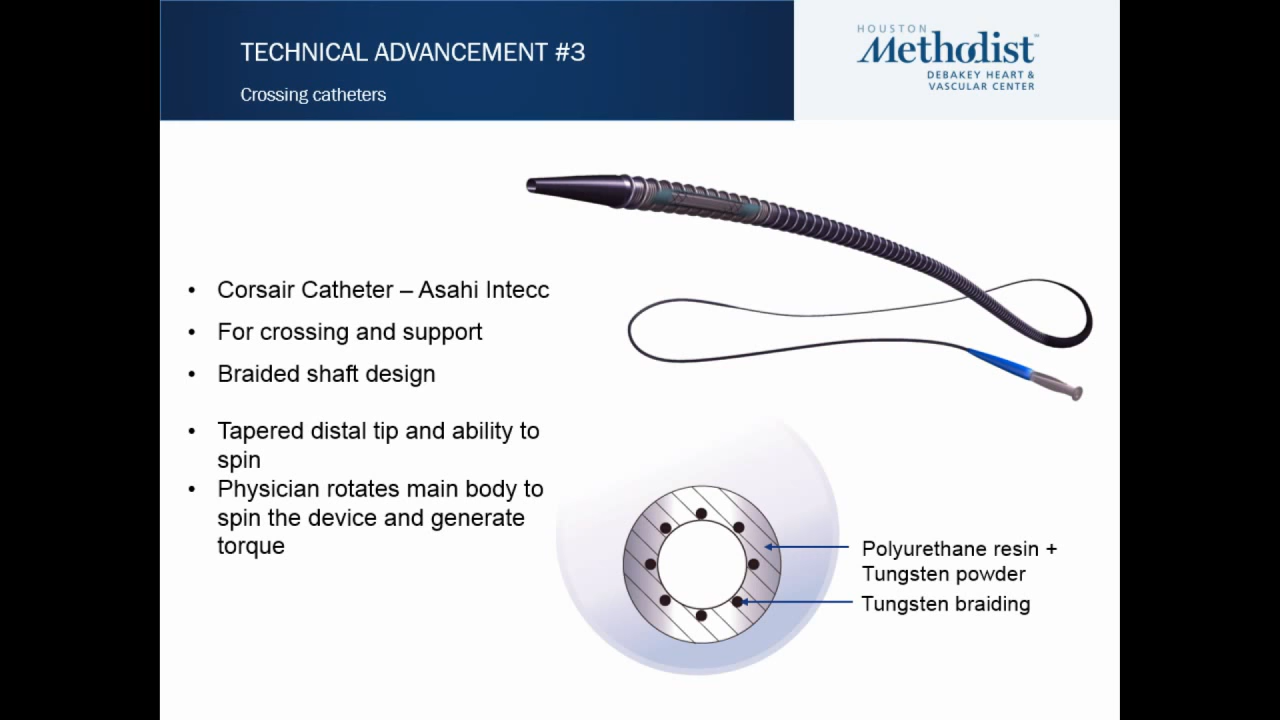 TECHNICAL ADVANCEMENT #3
Crossing catheters
HOUSTON
Methodist
DEBAKEY HEART &
VASCULAR CENTER
• Corsair Catheter – Asahi Intecc
• For crossing and support
• Braided shaft design
• Tapered distal tip and ability to
spin
• Physician rotates main body to
spin the device and generate
torque
Polyurethane resin +
Tungsten powder
Tungsten braiding